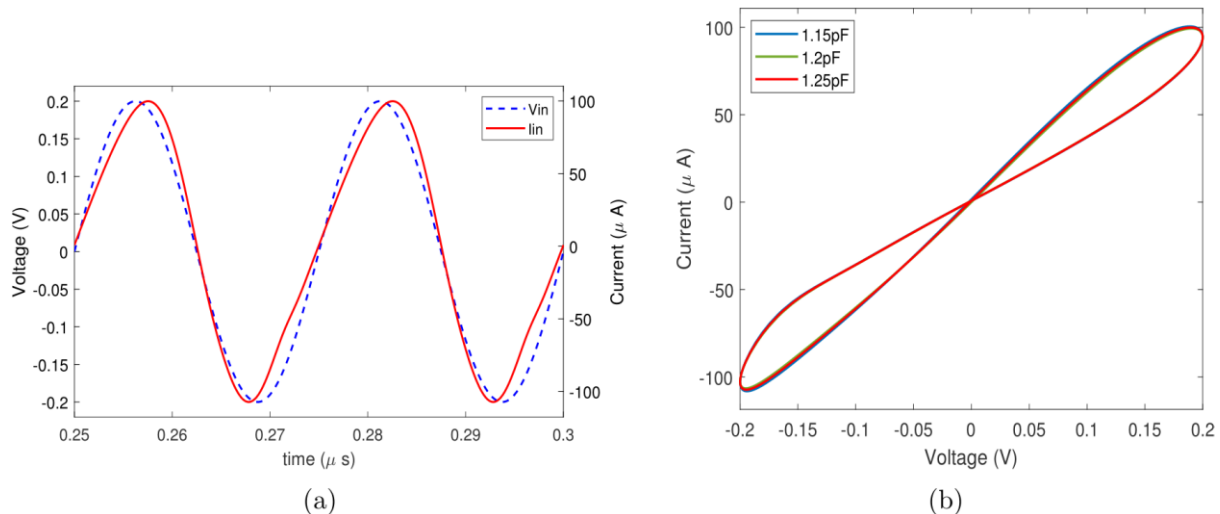 0.2
0.15
0.1
0.05
0
-0.05
-0.1
-0.15
-0.2
Voltage (V)
Vin
Iin
100
50
0
-50
-100
Current (μ A)
0.25
0.26
0.27
0.28
0.29
0.3
time (μ s)
(a)
100
50
0
-50
-100
Current (μ A)
1.15pF
1.2pF
1.25pF
-0.2
-0.15
-0.1
-0.05
0
0.05
0.1
0.15
0.2
Voltage (V)
(b)